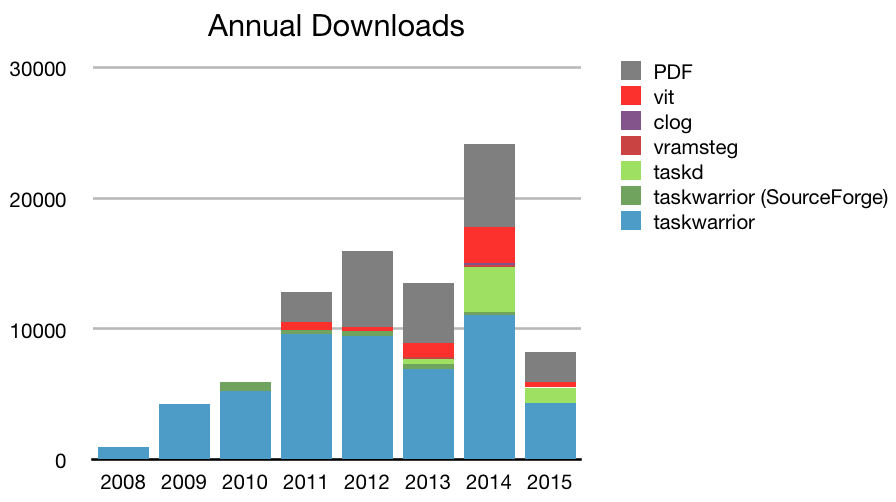 Annual Downloads
30000
20000
10000
0
2008 2009 2010 2011 2012 2013 2014 2015
PDF
vit
clog
vramsteg
taskd
taskwarrior (SourceForge)
taskwarrior